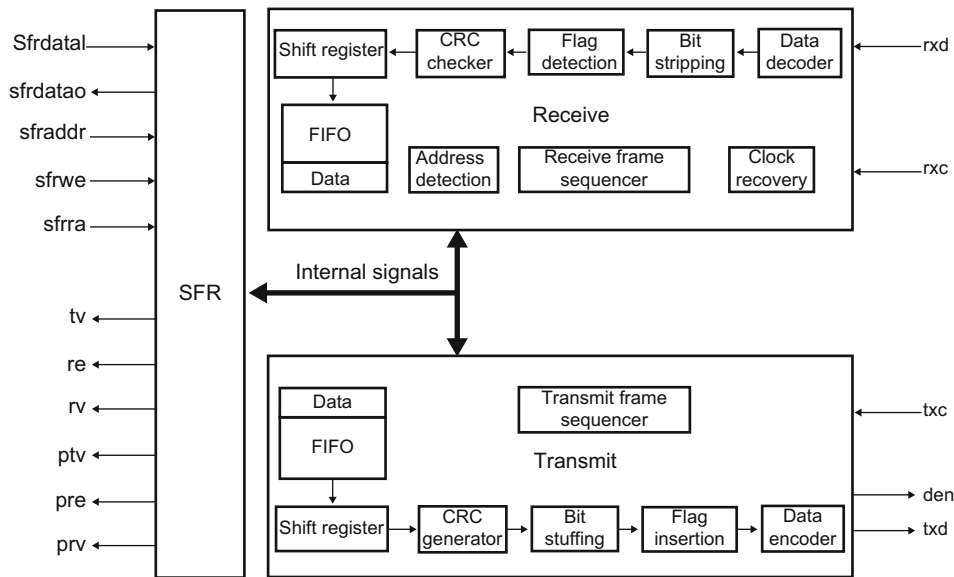 Sfrdatal
sfrdatao
sfraddr
sfrwe
sfrra
tv
re
rv
ptv
pre
prv
SFR
Internal signals
Shift register
CRC
checker
Flag
detection
Bit
stripping
Data
decoder
FIFO
Data
Receive
Address
detection
Receive frame
sequencer
Clock
recovery
rxd
rxc
Data
FIFO
Transmit frame
sequencer
Transmit
Shift register
CRC
generator
Bit
stuffing
Flag
insertion
Data
encoder
txc
den
txd